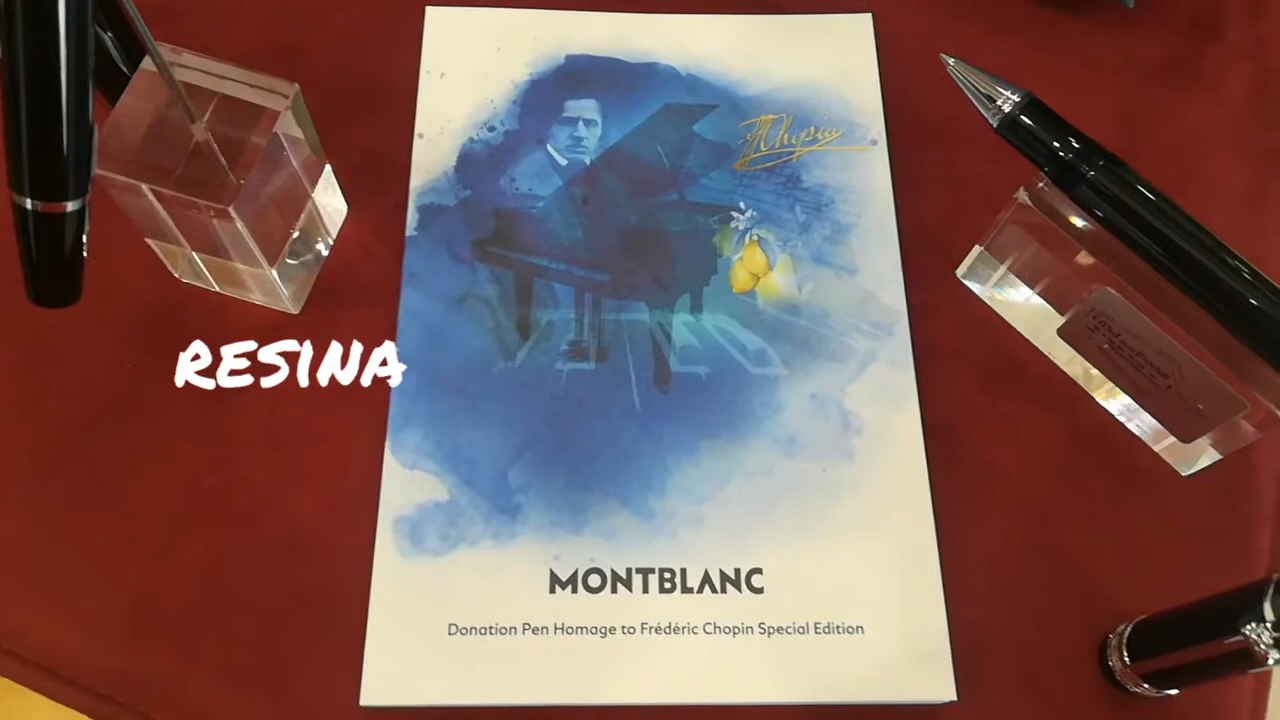 Chopin
RESINA
MONTBLANC
Donation Pen Homage to Frédéric Chopin Special Edition